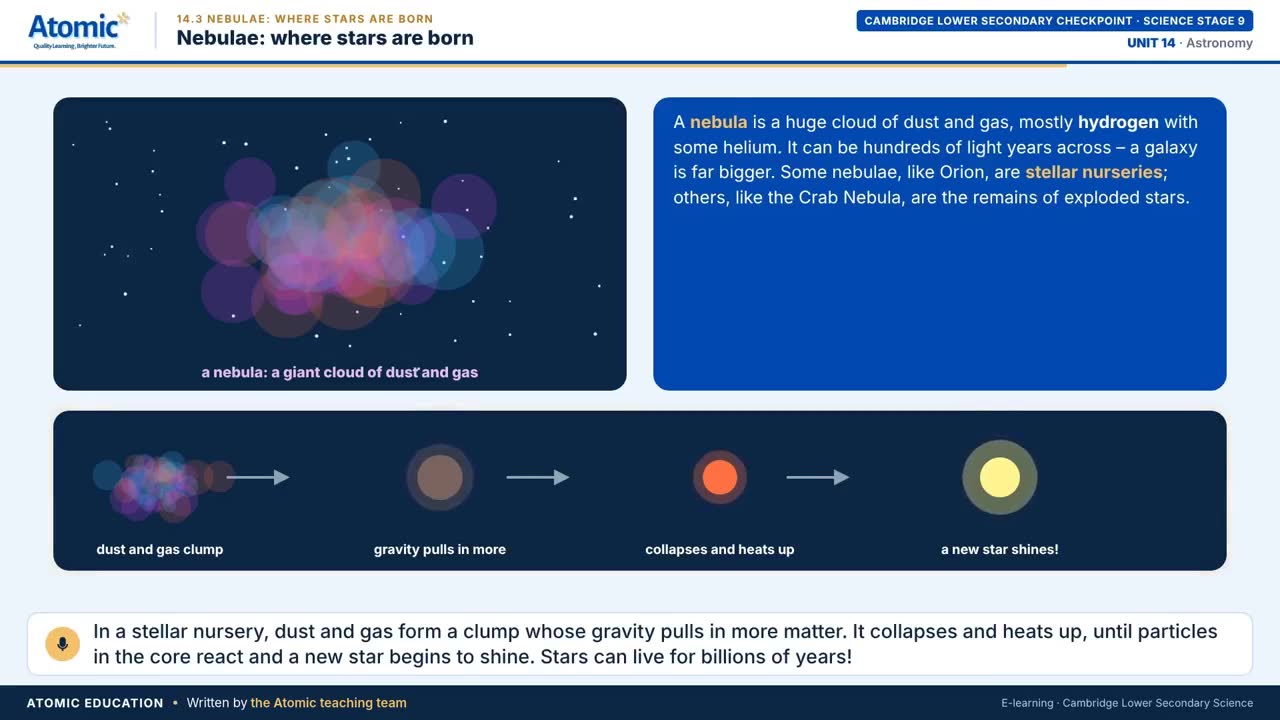 Atomic
Quality Learning, Brighter Future.
14.3 NEBULAE: WHERE STARS ARE BORN
Nebulae: where stars are born
CAMBRIDGE LOWER SECONDARY CHECKPOINT · SCIENCE STAGE 9
UNIT 14 · Astronomy
a nebula: a giant cloud of dust and gas
A nebula is a huge cloud of dust and gas, mostly hydrogen with
some helium. It can be hundreds of light years across – a galaxy
is far bigger. Some nebulae, like Orion, are stellar nurseries;
others, like the Crab Nebula, are the remains of exploded stars.
dust and gas clump
gravity pulls in more
collapses and heats up
a new star shines!
In a stellar nursery, dust and gas form a clump whose gravity pulls in more matter. It collapses and heats up, until particles
in the core react and a new star begins to shine. Stars can live for billions of years!
ATOMIC EDUCATION • Written by the Atomic teaching team
E-learning · Cambridge Lower Secondary Science